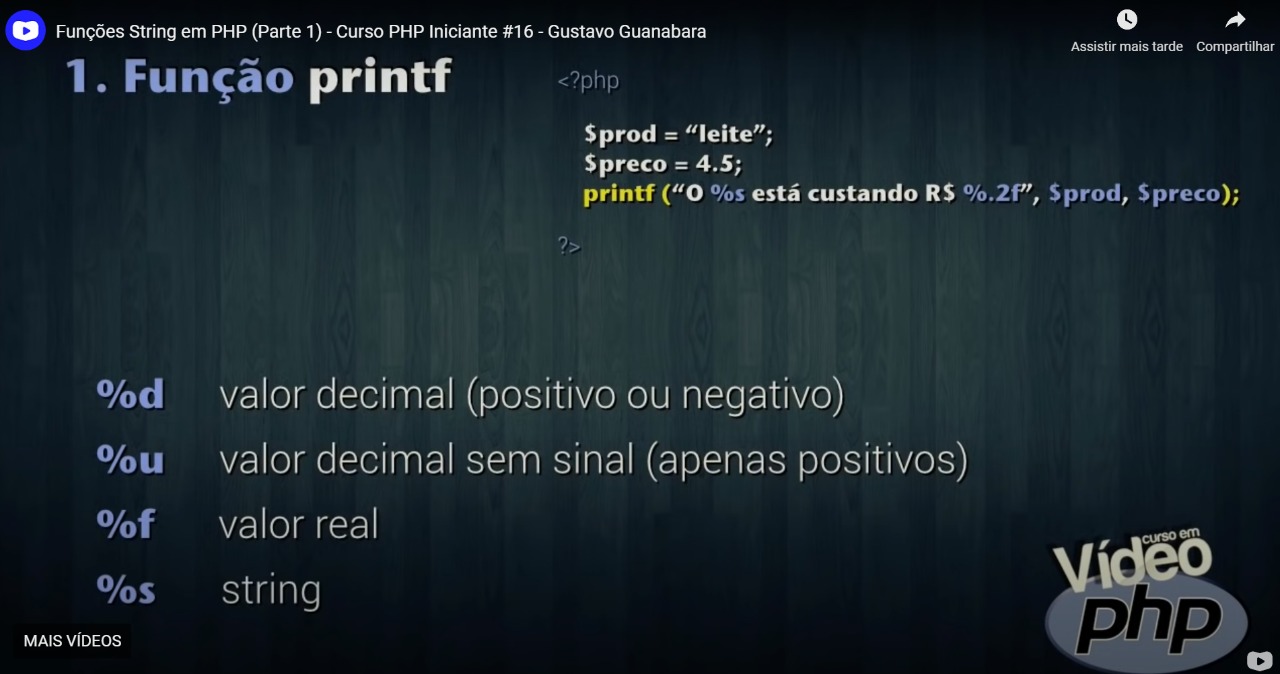 Funções String em PHP (Parte 1) - Curso PHP Iniciante #16 - Gustavo Guanabara
Assistir mais tarde
Compartilhar
1. Função printf
<?php
$prod = “leite”;
$preco = 4.5;
printf (“O %s está custando R$ %.2f”, $prod, $preco);
?>
%d valor decimal (positivo ou negativo)
%u valor decimal sem sinal (apenas positivos)
%f valor real
%s string
curso em
Vídeo
php
MAIS VÍDEOS